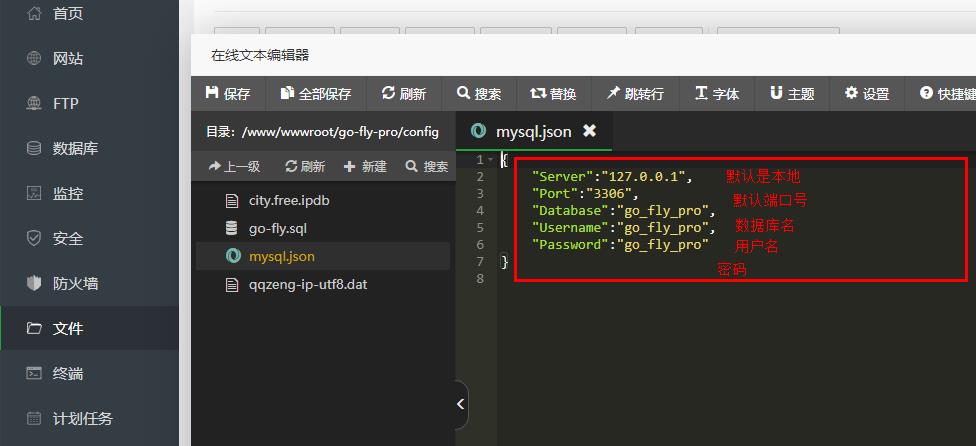 首页
网站
FTP
数据库
监控
安全
防火墙
文件
终端
计划任务
在线文本编辑器
保存 全部保存 刷新 搜索 替换 跳转行 字体 主题 设置 快捷键
目录: /www/wwwroot/go-fly-pro/config
上一级 刷新 新建 搜索
city.free.ipdb
go-fly.sql
mysql.json
qqzeng-ip-utf8.dat
mysql.json
1 {
2 "Server":"127.0.0.1", 默认是本地
3 "Port":"3306", 默认端口号
4 "Database":"go_fly_pro", 数据库名
5 "Username":"go_fly_pro", 用户名
6 "Password":"go_fly_pro"
7 } 密码
8